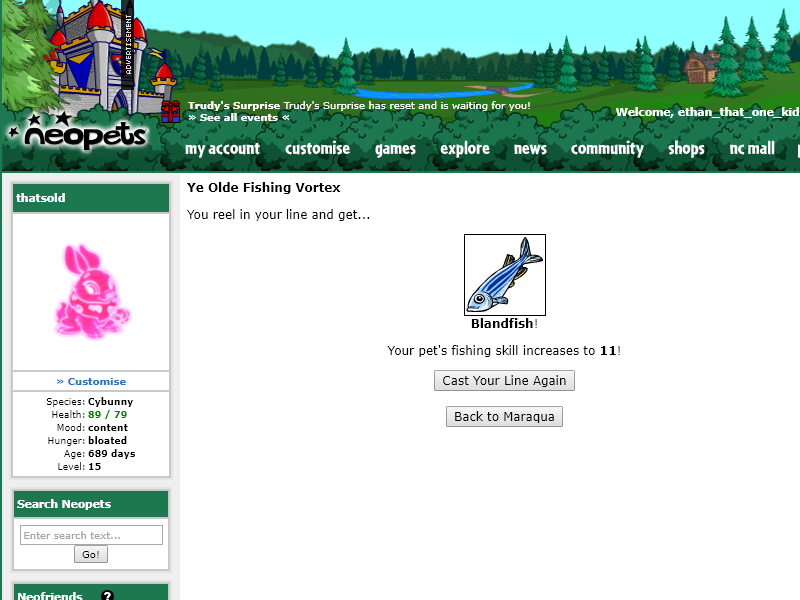 ADVERTISEMENT
Trudy's Surprise Trudy's Surprise has reset and is waiting for you!
» See all events «
Welcome, ethan_that_one_kid
neopets
my account customise games explore news community shops nc mall p
thatsold
» Customise
Species: Cybunny
Health: 89 / 79
Mood: content
Hunger: bloated
Age: 689 days
Level: 15
Search Neopets
Enter search text...
Go!
Neofriends ?
Ye Olde Fishing Vortex
You reel in your line and get...
Blandfish!
Your pet's fishing skill increases to 11!
Cast Your Line Again
Back to Maraqua